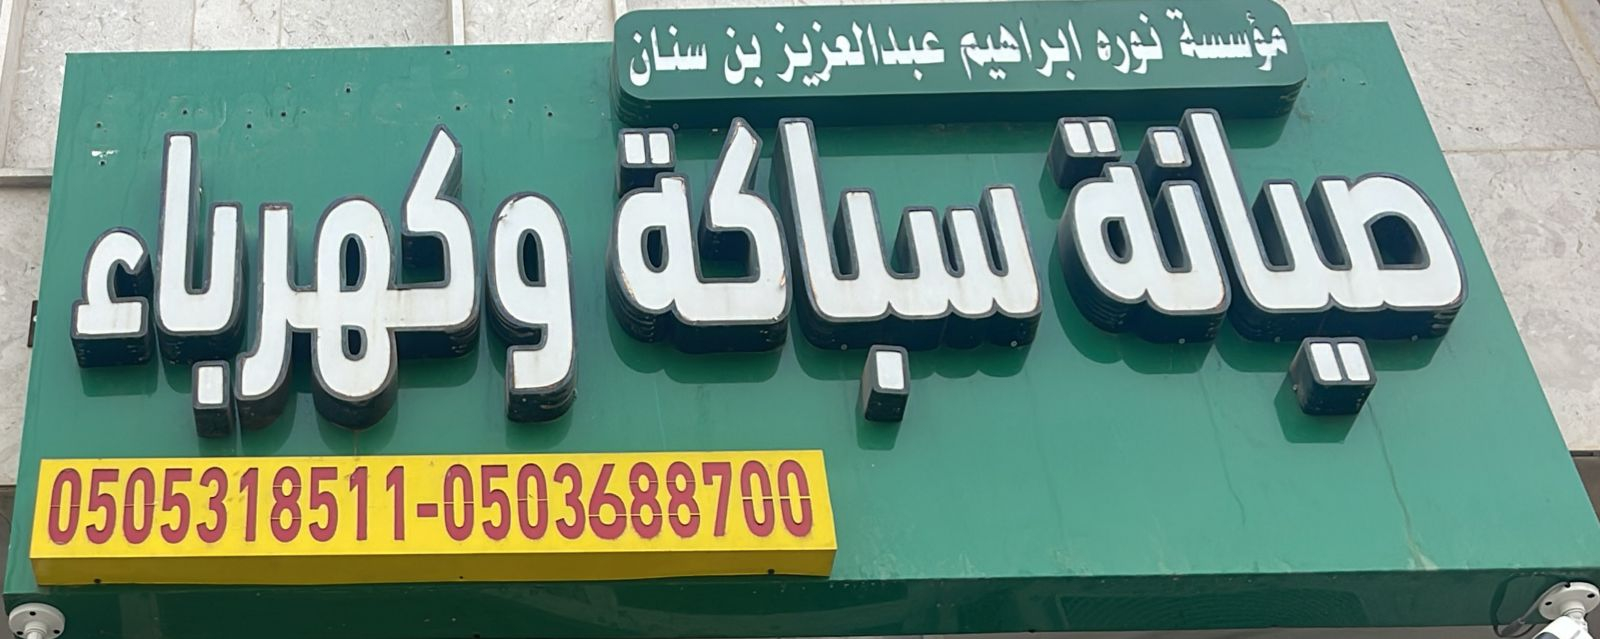 مؤسسة نوره ابراهيم عبدالعزيز بن سنان
صيانة سباكة وكهرباء
0505318511-0503688700